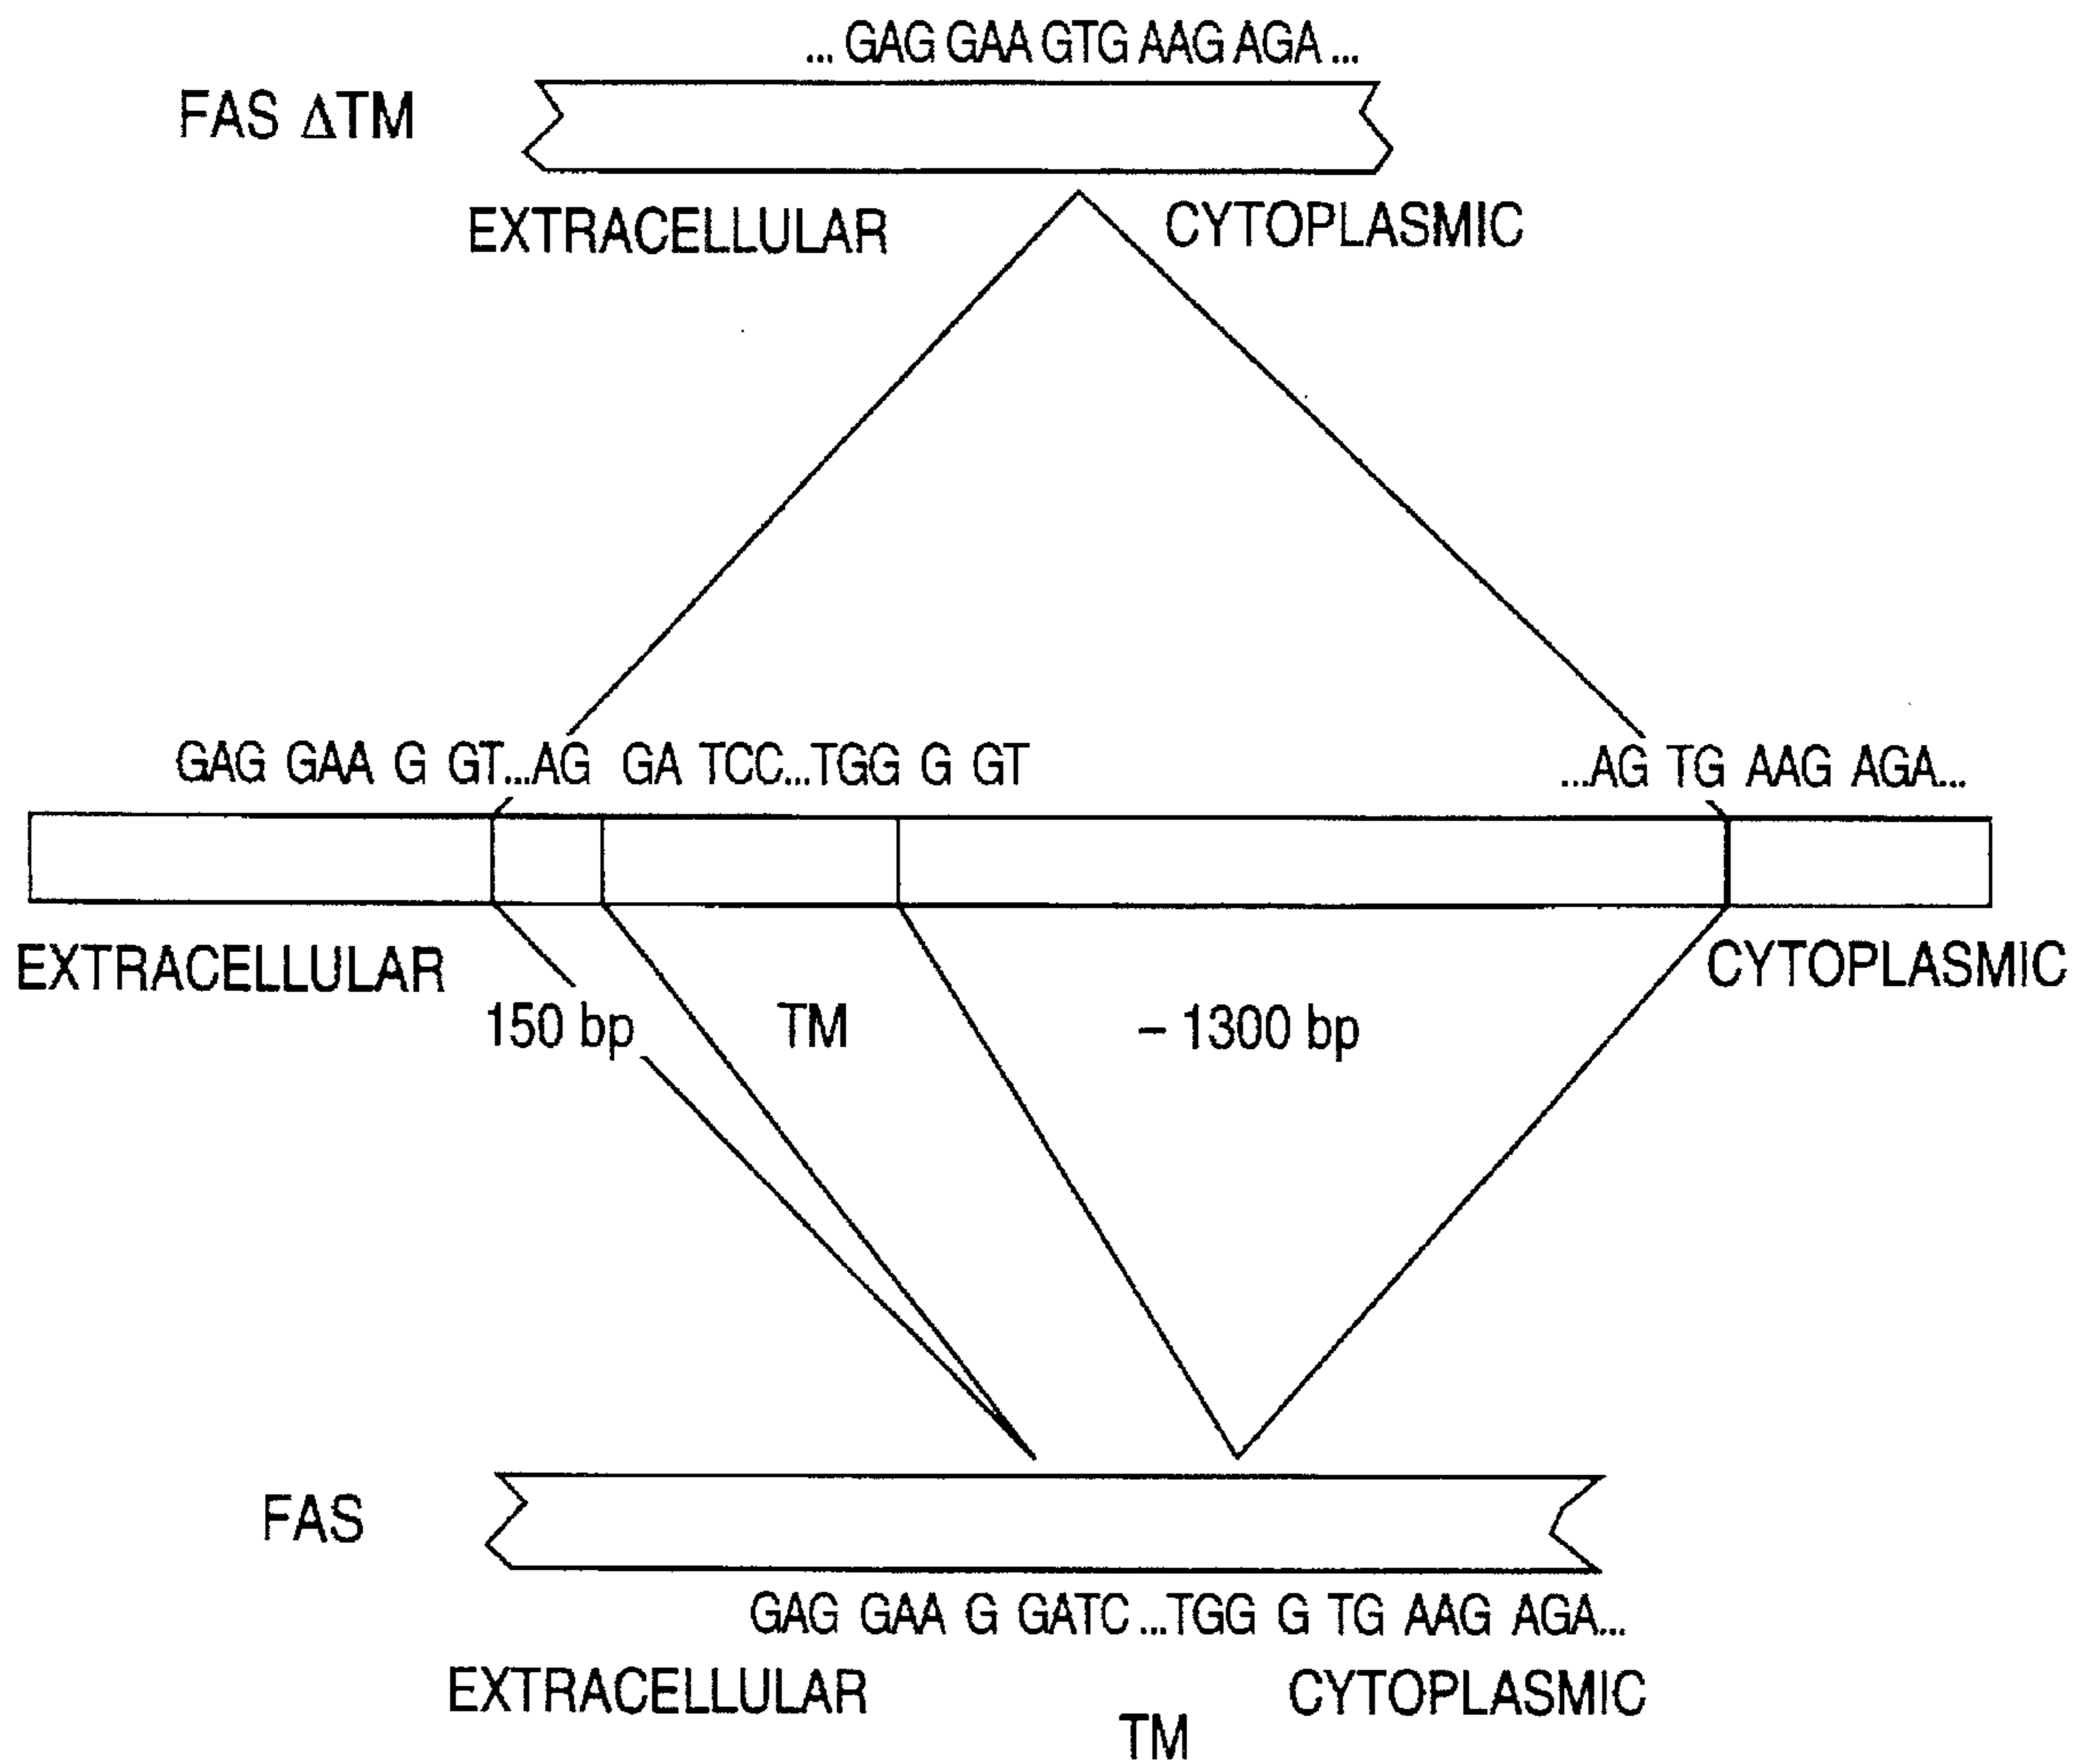 ... GAG GAA GTG AAG AGA ...
FAS ΔTM
EXTRACELLULAR
CYTOPLASMIC
GAG GAA G GT...AG GA TCC...TGG G GT
...AG TG AAG AGA...
EXTRACELLULAR
CYTOPLASMIC
150 bp
TM
– 1300 bp
FAS
GAG GAA G GATC ...TGG G TG AAG AGA...
EXTRACELLULAR
CYTOPLASMIC
TM